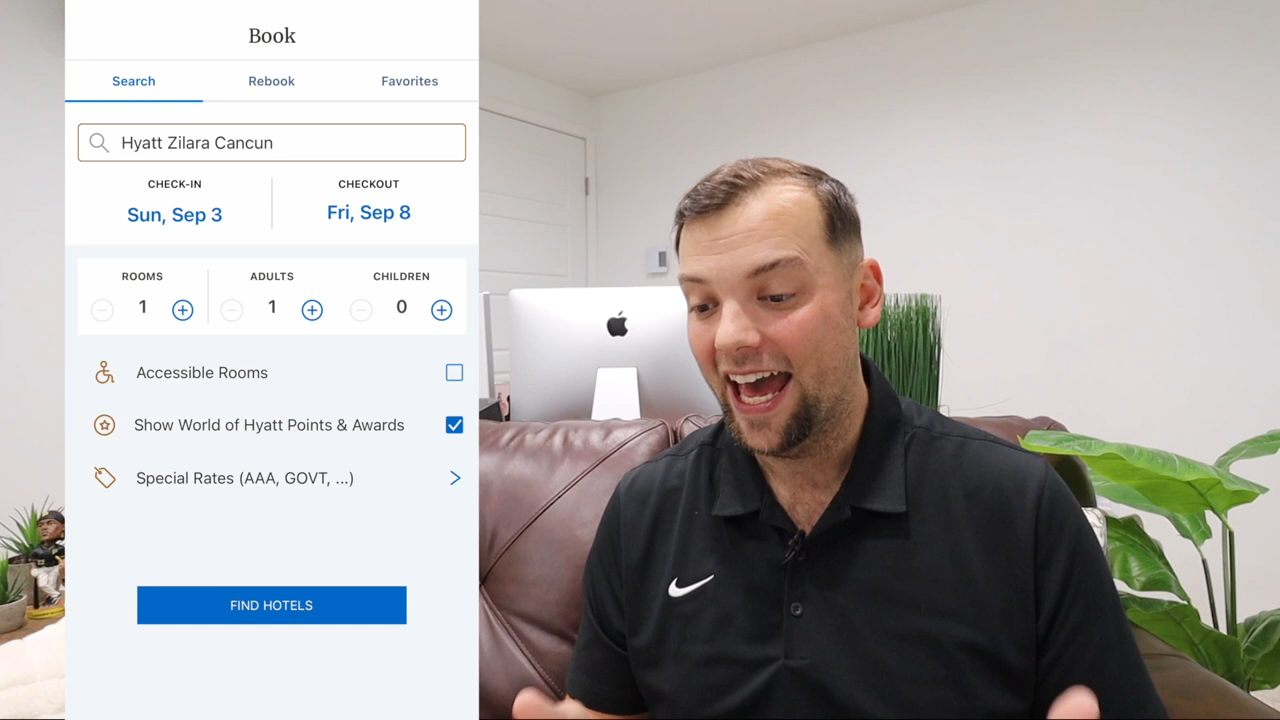 Book
Search Rebook Favorites
Hyatt Zilara Cancun
CHECK-IN CHECKOUT
Sun, Sep 3 Fri, Sep 8
ROOMS ADULTS CHILDREN
1 1 0
Accessible Rooms
Show World of Hyatt Points & Awards
Special Rates (AAA, GOVT, ...)
FIND HOTELS